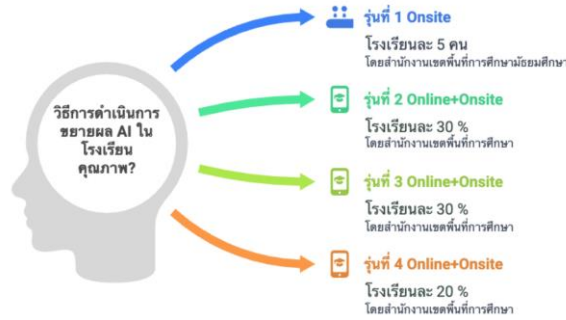 วิธีการดำเนินการ
ขยายผล AI ใน
โรงเรียน
คุณภาพ?
รุ่นที่ 1 Onsite
โรงเรียนละ 5 คน
โดยสำนักงานเขตพื้นที่การศึกษามัธยมศึกษา
รุ่นที่ 2 Online+Onsite
โรงเรียนละ 30 %
โดยสำนักงานเขตพื้นที่การศึกษา
รุ่นที่ 3 Online+Onsite
โรงเรียนละ 30 %
โดยสำนักงานเขตพื้นที่การศึกษา
รุ่นที่ 4 Online+Onsite
โรงเรียนละ 20 %
โดยสำนักงานเขตพื้นที่การศึกษา